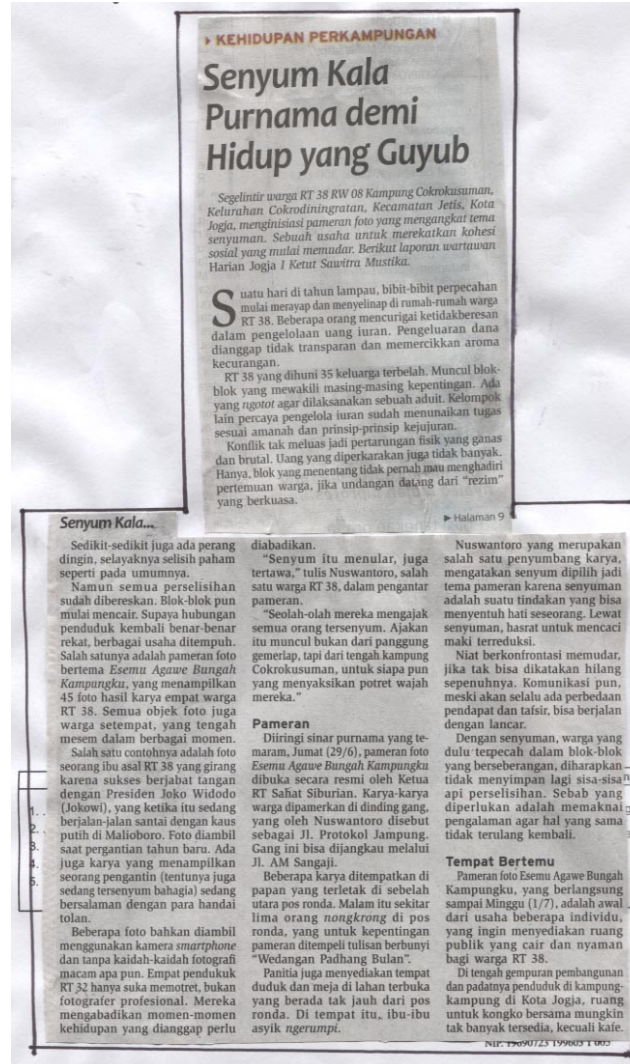 KEHIDUPAN PERKAMPUNGAN
Senyum Kala
Purnama demi
Hidup yang Guyub
Segelintir warga RT 38 RW 08 Kampung Cokrokusuman,
Kelurahan Cokrodiningratan, Kecamatan Jetis, Kota
Jogja, menginisiasi pameran foto yang mengangkat tema
senyuman. Sebuah usaha untuk merekatkan kohesi
sosial yang mulai memudar. Berikut laporan wartawan
Harian Jogja I Ketut Sawitra Mustika.
Suatu hari di tahun lampau, bibit-bibit perpecahan
mulai merayap dan menyelinap di rumah-rumah warga
RT 38. Beberapa orang mencurigai ketidakberesan
dalam pengelolaan uang iuran. Pengeluaran dana
dianggap tidak transparan dan memercikkan aroma
kecurangan.
RT 38 yang dihuni 35 keluarga terbelah. Muncul blok-
blok yang mewakili masing-masing kepentingan. Ada
yang ngotot agar dilaksanakan sebuah aduit. Kelompok
lain percaya pengelola iuran sudah menunaikan tugas
sesuai amanah dan prinsip-prinsip kejujuran.
Konflik tak meluas jadi pertarungan fisik yang ganas
dan brutal. Uang yang diperkarakan juga tidak banyak.
Hanya, blok yang menentang tidak pernah mau menghadiri
pertemuan warga, jika undangan datang dari "rezim"
yang berkuasa.
Halaman 9
Senyum Kala...
Sedikit-sedikit juga ada perang
dingin, selayaknya selisih paham
seperti pada umumnya.
Namun semua perselisihan
sudah dibereskan. Blok-blok pun
mulai mencair. Supaya hubungan
penduduk kembali benar-benar
rekat, berbagai usaha ditempuh.
Salah satunya adalah pameran foto
bertema Esemu Agawe Bungah
Kampungku, yang menampilkan
45 foto hasil karya empat warga
RT 38. Semua objek foto juga
warga setempat, yang tengah
mesem dalam berbagai momen.
Salah satu contohnya adalah foto
seorang ibu asal RT 38 yang girang
karena sukses berjabat tangan
dengan Presiden Joko Widodo
(Jokowi), yang ketika itu sedang
berjalan-jalan santai dengan kaus
putih di Malioboro. Foto diambil
saat pergantian tahun baru. Ada
juga karya yang menampilkan
seorang pengantin (tentunya juga
sedang tersenyum bahagia) sedang
bersalaman dengan para handai
tolan.
Beberapa foto bahkan diambil
menggunakan kamera smartphone
dan tanpa kaidah-kaidah fotografi
macam apa pun. Empat pendukuk
RT 32 hanya suka memotret, bukan
fotografer profesional. Mereka
mengabadikan momen-momen
kehidupan yang dianggap perlu
diabadikan.
"Senyum itu menular, juga
tertawa," tulis Nuswantoro, salah
satu warga RT 38, dalam pengantar
pameran.
"Seolah-olah mereka mengajak
semua orang tersenyum. Ajakan
itu muncul bukan dari panggung
gemerlap, tapi dari tengah kampung
Cokrokusuman, untuk siapa pun
yang menyaksikan potret wajah
mereka."
Pameran
Diiringi sinar purnama yang te-
maram, Jumat (29/6), pameran foto
Esemu Agawe Bungah Kampungku
dibuka secara resmi oleh Ketua
RT Sahat Siburian. Karya-karya
warga dipamerkan di dinding gang,
yang oleh Nuswantoro disebut
sebagai Jl. Protokol Jampung.
Gang ini bisa dijangkau melalui
Jl. AM Sangaji.
Beberapa karya ditempatkan di
papan yang terletak di sebelah
utara pos ronda. Malam itu sekitar
lima orang nongkrong di pos
ronda, yang untuk kepentingan
pameran ditempeli tulisan berbunyi
"Wedangan Padhang Bulan".
Panitia juga menyediakan tempat
duduk dan meja di lahan terbuka
yang berada tak jauh dari pos
ronda. Di tempat itu, ibu-ibu
asyik ngerumpi.
Nuswantoro yang merupakan
salah satu penyumbang karya,
mengatakan senyum dipilih jadi
tema pameran karena senyuman
adalah suatu tindakan yang bisa
menyentuh hati seseorang. Lewat
senyuman, hasrat untuk mencaci
maki tereduksi.
Niat berkonfrontasi memudar,
jika tak bisa dikatakan hilang
sepenuhnya. Komunikasi pun,
meski akan selalu ada perbedaan
pendapat dan tafsir, bisa berjalan
dengan lancar.
Dengan senyuman, warga yang
dulu terpecah dalam blok-blok
yang berseberangan, diharapkan
tidak menyimpan lagi sisa-sisa
api perselisihan. Sebab yang
diperlukan adalah memaknai
pengalaman agar hal yang sama
tidak terulang kembali.
Tempat Bertemu
Pameran foto Esemu Agawe Bungah
Kampungku, yang berlangsung
sampai Minggu (1/7), adalah awal
dari usaha beberapa individu,
yang ingin menyediakan ruang
publik yang cair dan nyaman
bagi warga RT 38.
Di tengah gempuran pembangunan
dan padatnya penduduk di kampung-
kampung di Kota Jogja, ruang
untuk kongko bersama mungkin
tak banyak tersedia, kecuali kafe.
1.
2.
3.
4.
5.